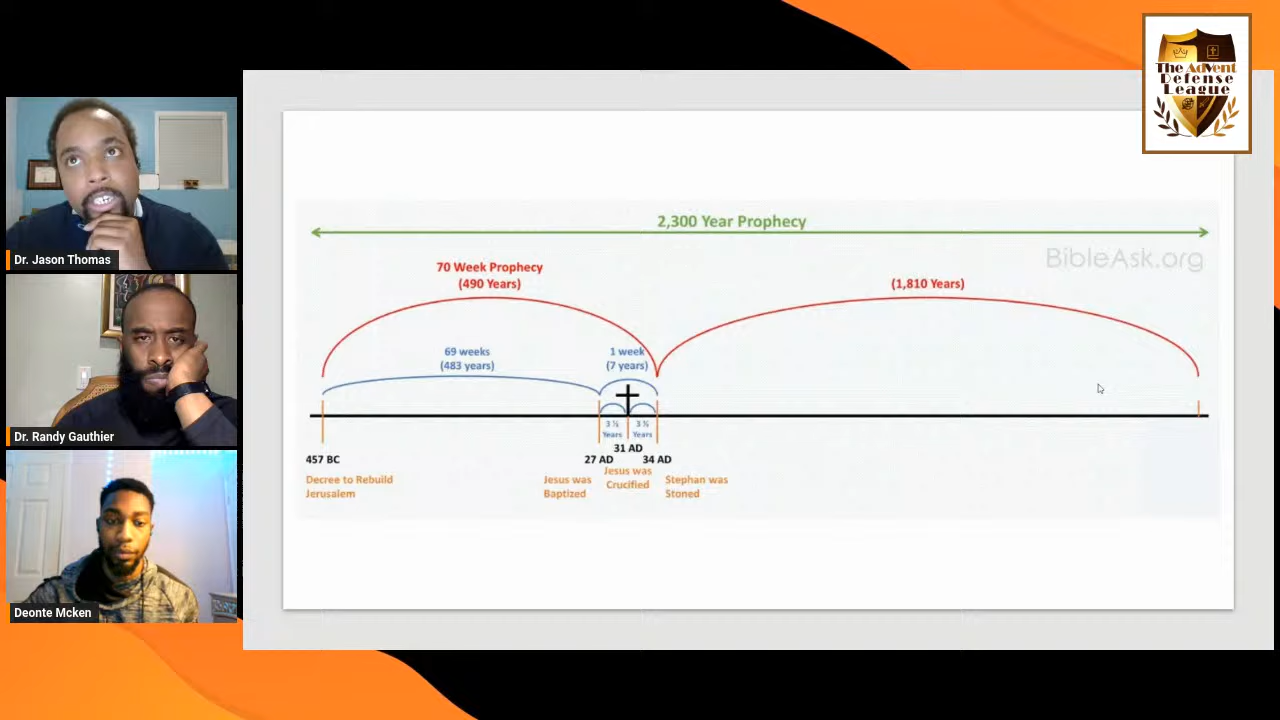 The Advent
Defense
League
Dr. Jason Thomas
Dr. Randy Gauthier
Deonte Mcken
2,300 Year Prophecy
BibleAsk.org
70 Week Prophecy
(490 Years)
(1,810 Years)
69 weeks
(483 years)
1 week
(7 years)
3 ½
Years
3 ½
Years
457 BC
27 AD
31 AD
34 AD
Decree to Rebuild
Jerusalem
Jesus was
Baptized
Jesus was
Crucified
Stephan was
Stoned